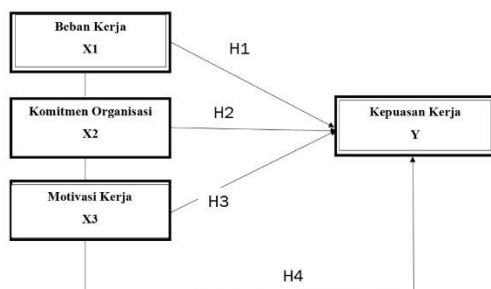 Beban Kerja
X1
H1
Komitmen Organisasi
X2
H2
Kepuasan Kerja
Y
Motivasi Kerja
X3
H3
H4